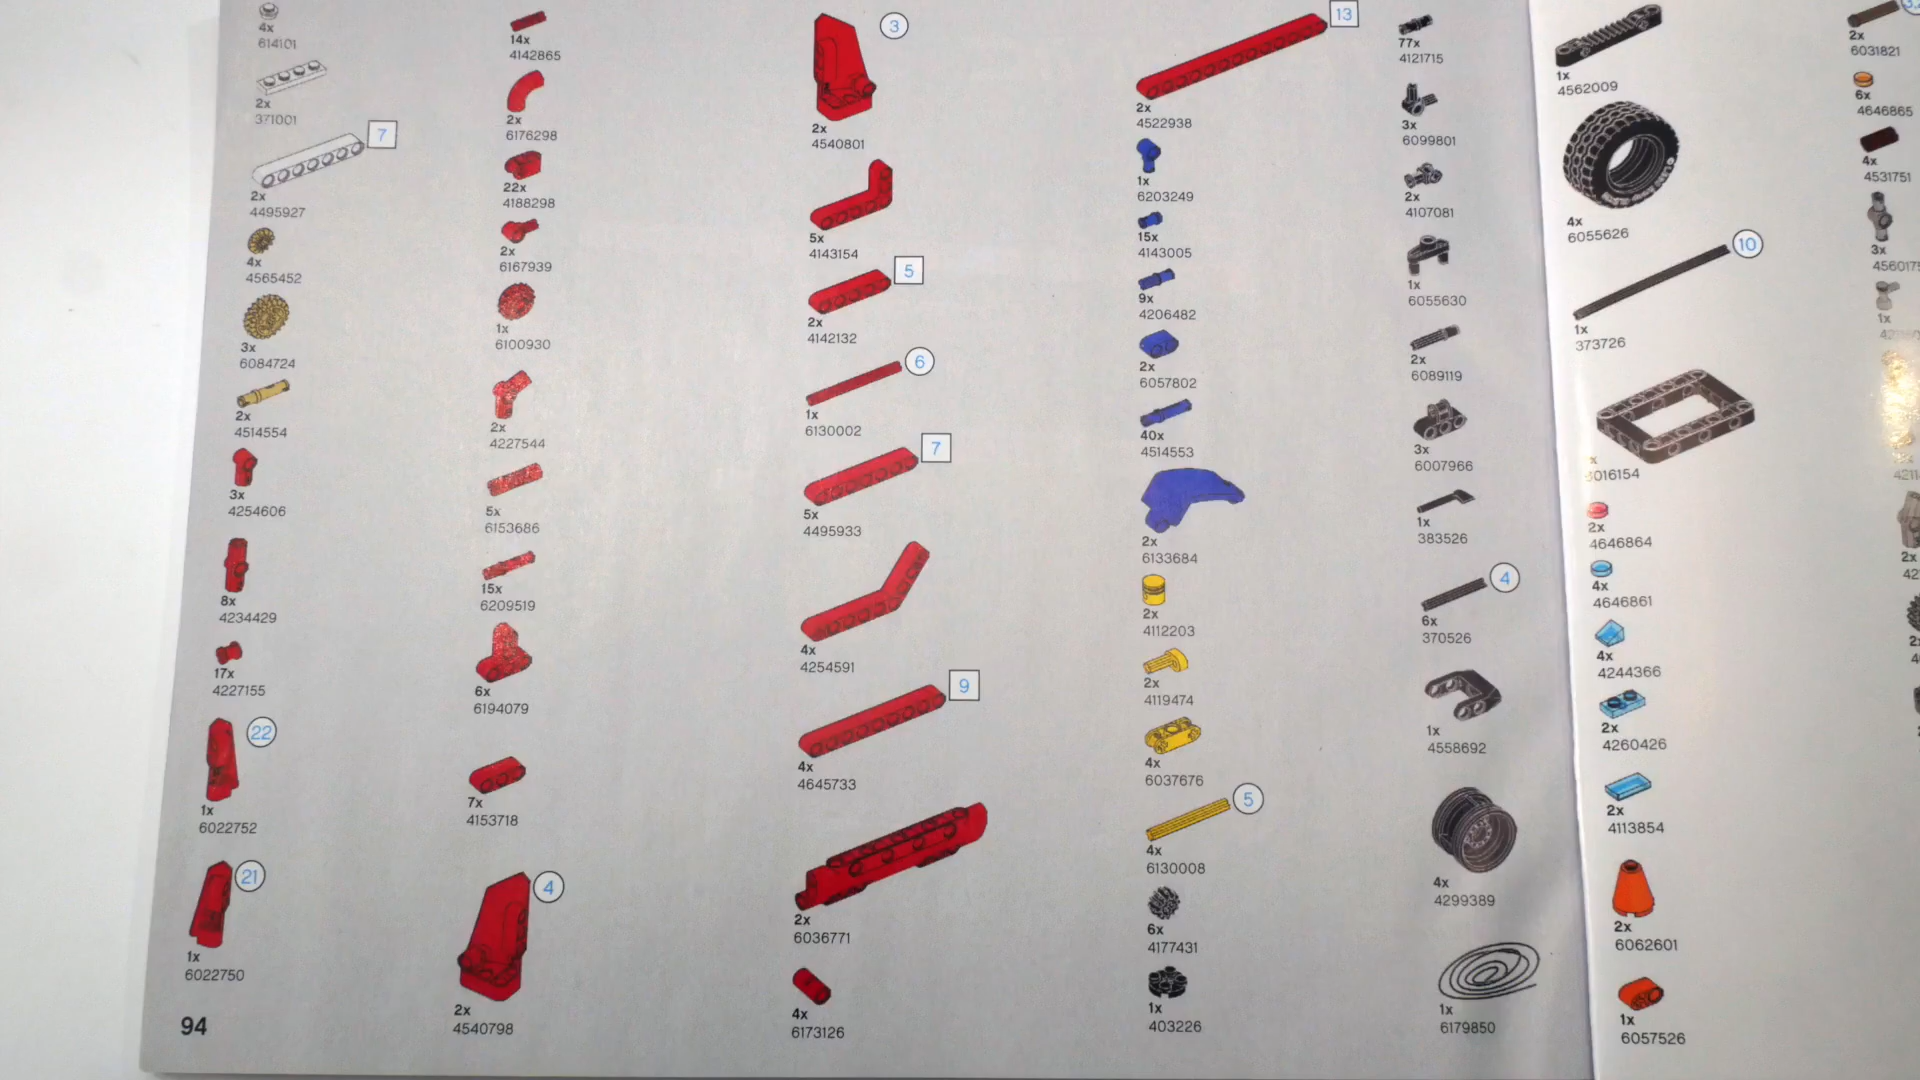 4x
614101
2x
371001
7
2x
4495927
4x
4565452
3x
6084724
2x
4514554
3x
4254606
8x
4234429
17x
4227155
22
1x
6022752
21
1x
6022750
94
14x
4142865
2x
6176298
22x
4188298
2x
6167939
1x
6100930
2x
4227544
5x
6153686
15x
6209519
6x
6194079
7x
4153718
4
2x
4540798
3
2x
4540801
5x
4143154
5
2x
4142132
6
1x
6130002
7
5x
4495933
4x
4254591
9
4x
4645733
2x
6036771
4x
6173126
13
2x
4522938
1x
6203249
15x
4143005
9x
4206482
2x
6057802
40x
4514553
2x
6133684
2x
4112203
2x
4119474
4x
6037676
5
4x
6130008
6x
4177431
1x
403226
77x
4121715
3x
6099801
2x
4107081
1x
6055630
2x
6089119
3x
6007966
1x
383526
4
6x
370526
1x
4558692
4x
4299389
1x
6179850
1x
4562009
4x
6055626
10
1x
373726
x
016154
2x
4646864
4x
4646861
4x
4244366
2x
4260426
2x
4113854
2x
6062601
1x
6057526
2x
6031821
6x
4646865
4x
4531751
3x
456017
1x
2x